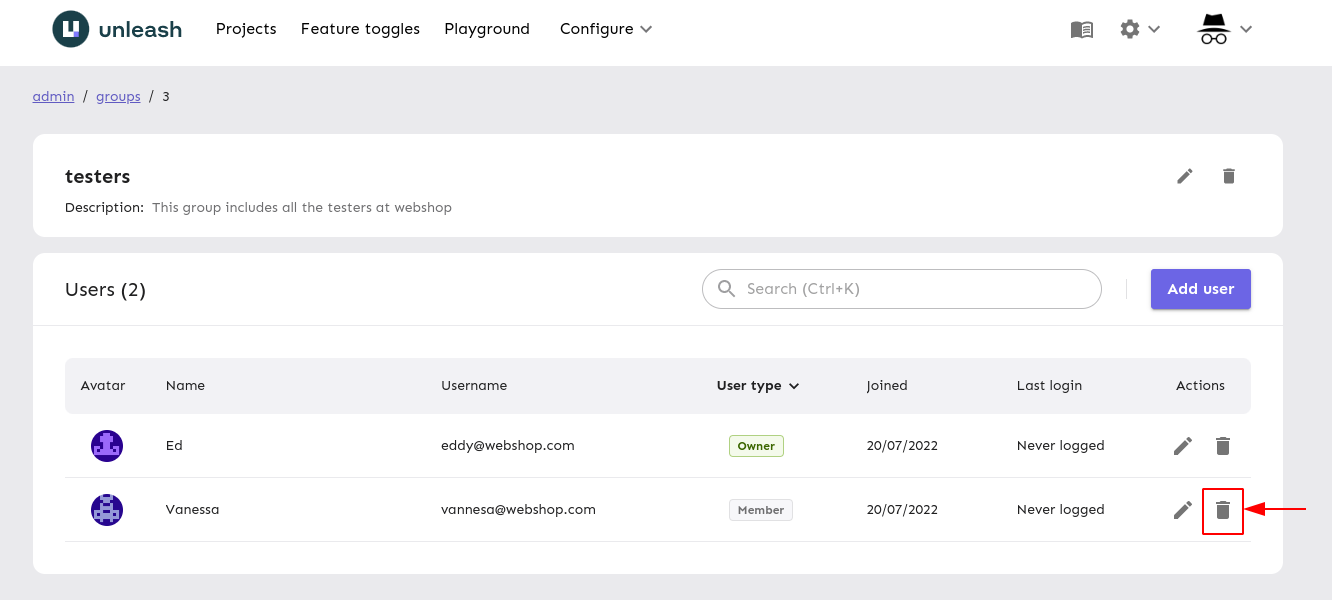 unleash Projects Feature toggles Playground Configure
admin / groups / 3
testers
Description: This group includes all the testers at webshop
Users (2) Search (Ctrl+K) Add user
Avatar Name Username User type Joined Last login Actions
Ed eddy@webshop.com Owner 20/07/2022 Never logged
Vanessa vannesa@webshop.com Member 20/07/2022 Never logged